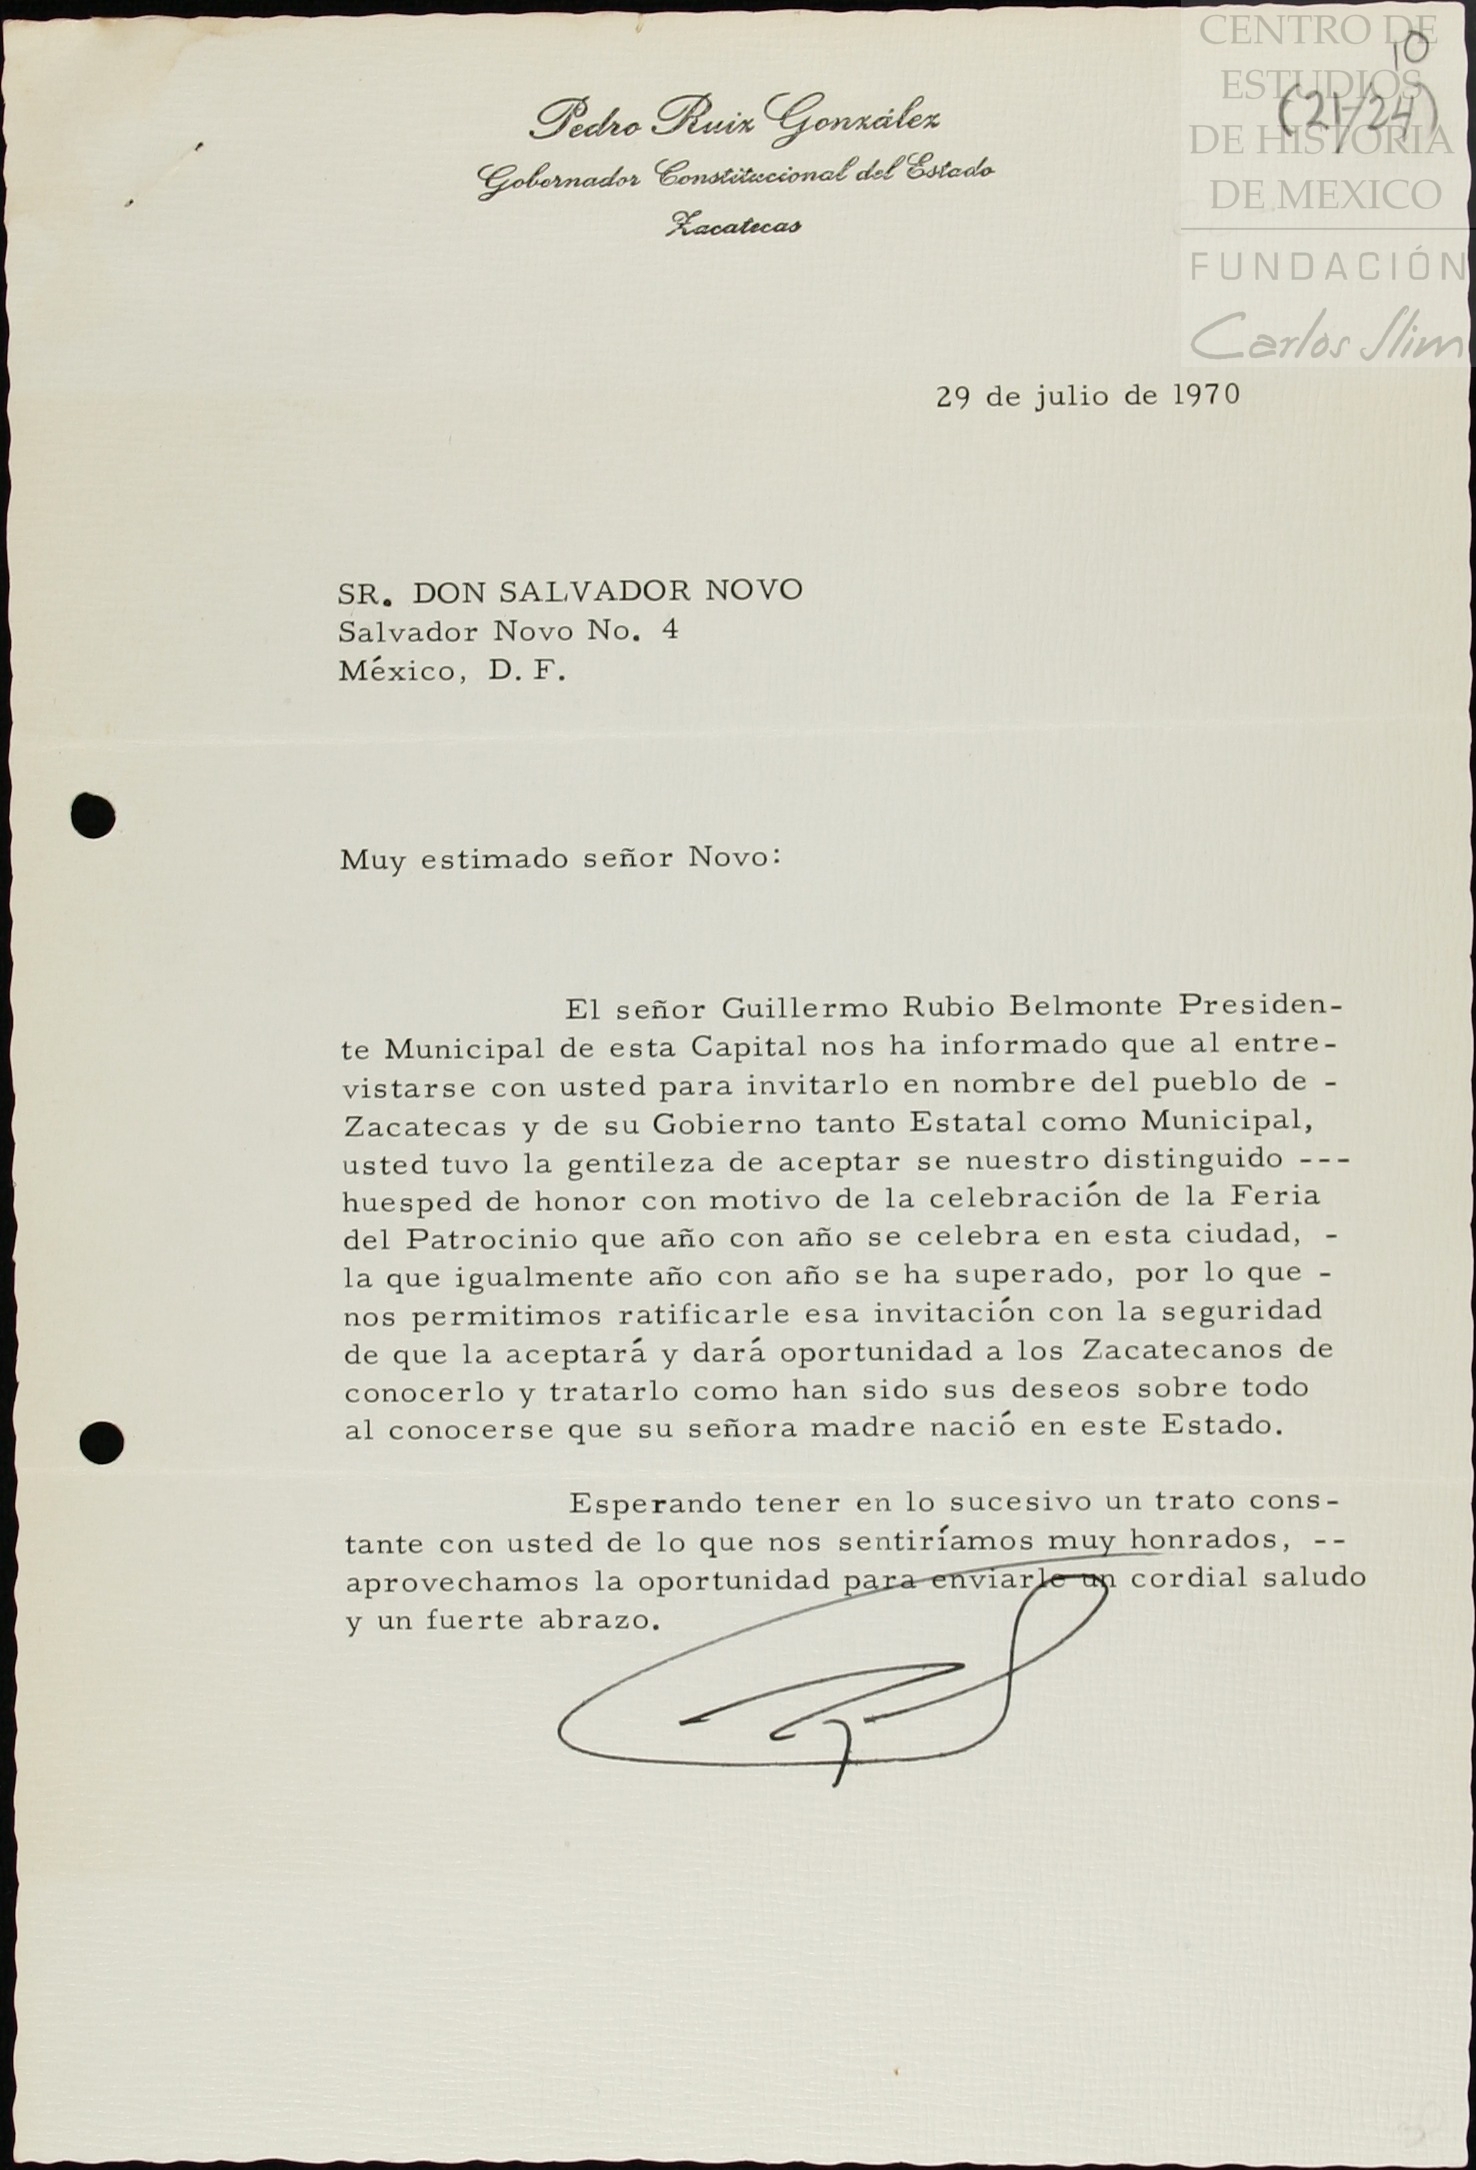 CENTRO DE
ESTUDIOS
DE HISTORIA
DE MEXICO
FUNDACIÓN
Carlos Slim
10
(21/24)
Pedro Ruiz González
Gobernador Constitucional del Estado
Zacatecas
29 de julio de 1970
SR. DON SALVADOR NOVO
Salvador Novo No. 4
México, D. F.
Muy estimado señor Novo:
El señor Guillermo Rubio Belmonte Presiden-
te Municipal de esta Capital nos ha informado que al entre-
vistarse con usted para invitarlo en nombre del pueblo de -
Zacatecas y de su Gobierno tanto Estatal como Municipal,
usted tuvo la gentileza de aceptar se nuestro distinguido ---
huesped de honor con motivo de la celebración de la Feria
del Patrocinio que año con año se celebra en esta ciudad, -
la que igualmente año con año se ha superado, por lo que -
nos permitimos ratificarle esa invitación con la seguridad
de que la aceptará y dará oportunidad a los Zacatecanos de
conocerlo y tratarlo como han sido sus deseos sobre todo
al conocerse que su señora madre nació en este Estado.
Esperando tener en lo sucesivo un trato cons-
tante con usted de lo que nos sentiríamos muy honrados, --
aprovechamos la oportunidad para enviarle un cordial saludo
y un fuerte abrazo.